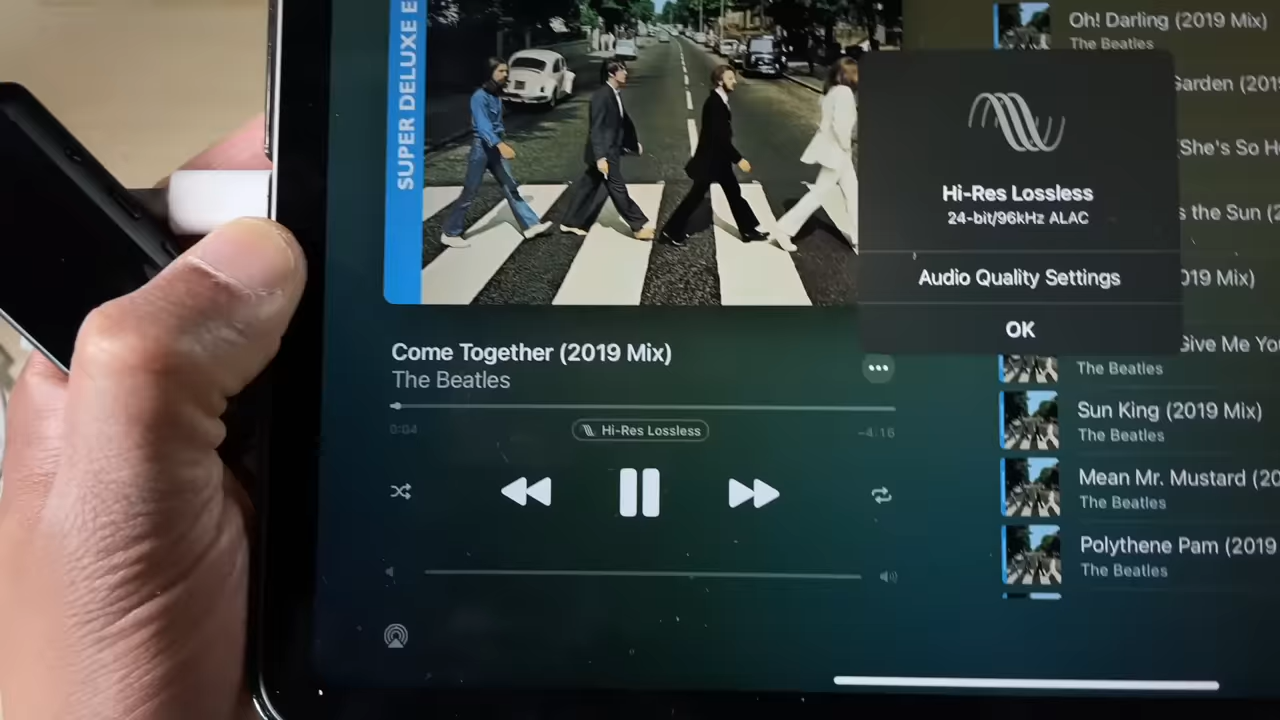 SUPER DELUXE E
Come Together (2019 Mix)
The Beatles
0:04
Hi-Res Lossless
-4:16
Hi-Res Lossless
24-bit/96kHz ALAC
Audio Quality Settings
OK
Oh! Darling (2019 Mix)
The Beatles
Garden (201
She's So H
s the Sun (2
019 Mix)
Give Me Yo
The Beatles
Sun King (2019 Mix)
The Beatles
Mean Mr. Mustard (20
The Beatles
Polythene Pam (2019
The Beatles